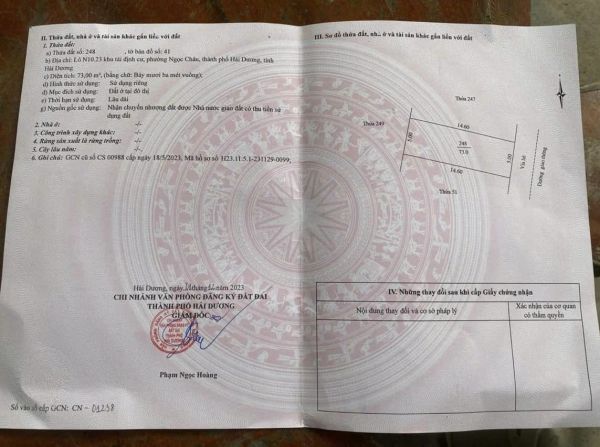 II. Thửa đất, nhà ở và tài sản khác gắn liền với đất
1. Thửa đất:
a) Thửa đất số: 248 , tờ bản đồ số: 41
b) Địa chỉ: Lô N10.23 khu tái định cư, phường Ngọc Châu, thành phố Hải Dương, tỉnh
Hải Dương
c) Diện tích: 73,00 m², (bằng chữ: Bảy mươi ba mét vuông);
d) Hình thức sử dụng: Sử dụng riêng
đ) Mục đích sử dụng: Đất ở tại đô thị
e) Thời hạn sử dụng: Lâu dài
g) Nguồn gốc sử dụng: Nhận chuyển nhượng đất được Nhà nước giao đất có thu tiền sử
dụng đất
2. Nhà ở: -/-
3. Công trình xây dựng khác: -/-
4. Rừng sản xuất là rừng trồng: -/-
5. Cây lâu năm: -/-
6. Ghi chú: GCN cũ số CS 00988 cấp ngày 18/5/2023, Mã hồ sơ số H23.11.5.1-231129-0099,
Hải Dương, ngày tháng năm 2023
CHI NHÁNH VĂN PHÒNG ĐĂNG KÝ ĐẤT ĐAI
THÀNH PHỐ HẢI DƯƠNG
GIÁM ĐỐC
Phạm Ngọc Hoàng
Số vào sổ cấp GCN: CN - 01238
III. Sơ đồ thửa đất, nhà ở và tài sản khác gắn liền với đất
Thửa 247
Thửa 249
14.60
5.00
248
73.0
5.00
Vỉa hè
Đường giao thông
14.60
Thửa 51
IV. Những thay đổi sau khi cấp Giấy chứng nhận
Nội dung thay đổi và cơ sở pháp lý
Xác nhận của cơ quan
có thẩm quyền